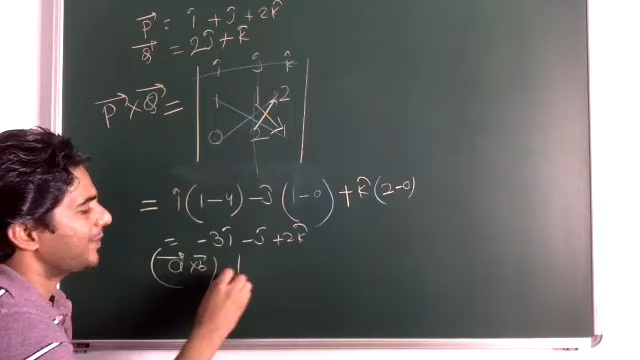 P⃗ = î + ĵ + 2k̂
Q⃗ = 2ĵ + k̂
P⃗ × Q⃗ = | î ĵ k̂ |
1 1 2
0 2 1
= î (1-4) - ĵ (1-0) + k̂ (2-0)
= -3î - ĵ + 2k̂
(a⃗ × b⃗)